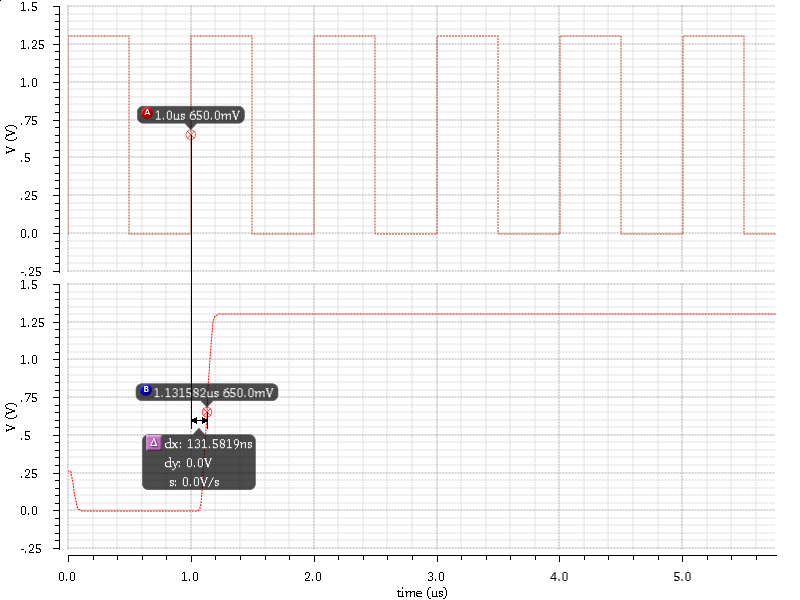 1.5
1.25
1.0
.75
.5
.25
0.0
-.25
V (V)
A 1.0us 650.0mV
1.5
1.25
1.0
.75
.5
.25
0.0
-.25
V (V)
B 1.131582us 650.0mV
Δ dx: 131.5819ns
dy: 0.0V
s: 0.0V/s
0.0 1.0 2.0 3.0 4.0 5.0
time (us)